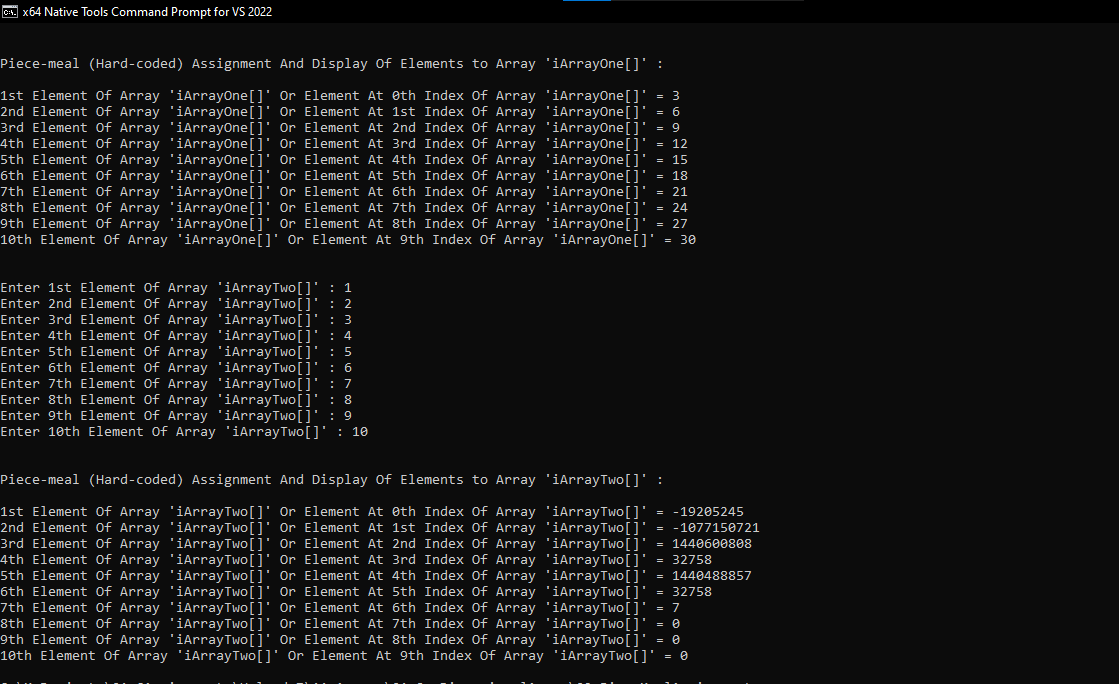 x64 Native Tools Command Prompt for VS 2022
Piece-meal (Hard-coded) Assignment And Display Of Elements to Array 'iArrayOne[]' :
1st Element Of Array 'iArrayOne[]' Or Element At 0th Index Of Array 'iArrayOne[]' = 3
2nd Element Of Array 'iArrayOne[]' Or Element At 1st Index Of Array 'iArrayOne[]' = 6
3rd Element Of Array 'iArrayOne[]' Or Element At 2nd Index Of Array 'iArrayOne[]' = 9
4th Element Of Array 'iArrayOne[]' Or Element At 3rd Index Of Array 'iArrayOne[]' = 12
5th Element Of Array 'iArrayOne[]' Or Element At 4th Index Of Array 'iArrayOne[]' = 15
6th Element Of Array 'iArrayOne[]' Or Element At 5th Index Of Array 'iArrayOne[]' = 18
7th Element Of Array 'iArrayOne[]' Or Element At 6th Index Of Array 'iArrayOne[]' = 21
8th Element Of Array 'iArrayOne[]' Or Element At 7th Index Of Array 'iArrayOne[]' = 24
9th Element Of Array 'iArrayOne[]' Or Element At 8th Index Of Array 'iArrayOne[]' = 27
10th Element Of Array 'iArrayOne[]' Or Element At 9th Index Of Array 'iArrayOne[]' = 30
Enter 1st Element Of Array 'iArrayTwo[]' : 1
Enter 2nd Element Of Array 'iArrayTwo[]' : 2
Enter 3rd Element Of Array 'iArrayTwo[]' : 3
Enter 4th Element Of Array 'iArrayTwo[]' : 4
Enter 5th Element Of Array 'iArrayTwo[]' : 5
Enter 6th Element Of Array 'iArrayTwo[]' : 6
Enter 7th Element Of Array 'iArrayTwo[]' : 7
Enter 8th Element Of Array 'iArrayTwo[]' : 8
Enter 9th Element Of Array 'iArrayTwo[]' : 9
Enter 10th Element Of Array 'iArrayTwo[]' : 10
Piece-meal (Hard-coded) Assignment And Display Of Elements to Array 'iArrayTwo[]' :
1st Element Of Array 'iArrayTwo[]' Or Element At 0th Index Of Array 'iArrayTwo[]' = -19205245
2nd Element Of Array 'iArrayTwo[]' Or Element At 1st Index Of Array 'iArrayTwo[]' = -1077150721
3rd Element Of Array 'iArrayTwo[]' Or Element At 2nd Index Of Array 'iArrayTwo[]' = 1440600808
4th Element Of Array 'iArrayTwo[]' Or Element At 3rd Index Of Array 'iArrayTwo[]' = 32758
5th Element Of Array 'iArrayTwo[]' Or Element At 4th Index Of Array 'iArrayTwo[]' = 1440488857
6th Element Of Array 'iArrayTwo[]' Or Element At 5th Index Of Array 'iArrayTwo[]' = 32758
7th Element Of Array 'iArrayTwo[]' Or Element At 6th Index Of Array 'iArrayTwo[]' = 7
8th Element Of Array 'iArrayTwo[]' Or Element At 7th Index Of Array 'iArrayTwo[]' = 0
9th Element Of Array 'iArrayTwo[]' Or Element At 8th Index Of Array 'iArrayTwo[]' = 0
10th Element Of Array 'iArrayTwo[]' Or Element At 9th Index Of Array 'iArrayTwo[]' = 0